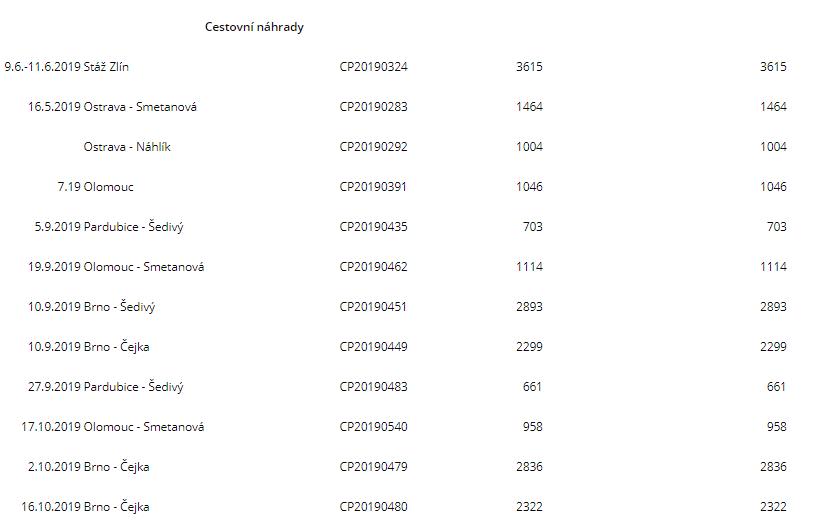 Cestovní náhrady
9.6.-11.6.2019 Stáž Zlín CP20190324 3615 3615
16.5.2019 Ostrava - Smetanová CP20190283 1464 1464
Ostrava - Náhlík CP20190292 1004 1004
7.19 Olomouc CP20190391 1046 1046
5.9.2019 Pardubice - Šedivý CP20190435 703 703
19.9.2019 Olomouc - Smetanová CP20190462 1114 1114
10.9.2019 Brno - Šedivý CP20190451 2893 2893
10.9.2019 Brno - Čejka CP20190449 2299 2299
27.9.2019 Pardubice - Šedivý CP20190483 661 661
17.10.2019 Olomouc - Smetanová CP20190540 958 958
2.10.2019 Brno - Čejka CP20190479 2836 2836
16.10.2019 Brno - Čejka CP20190480 2322 2322